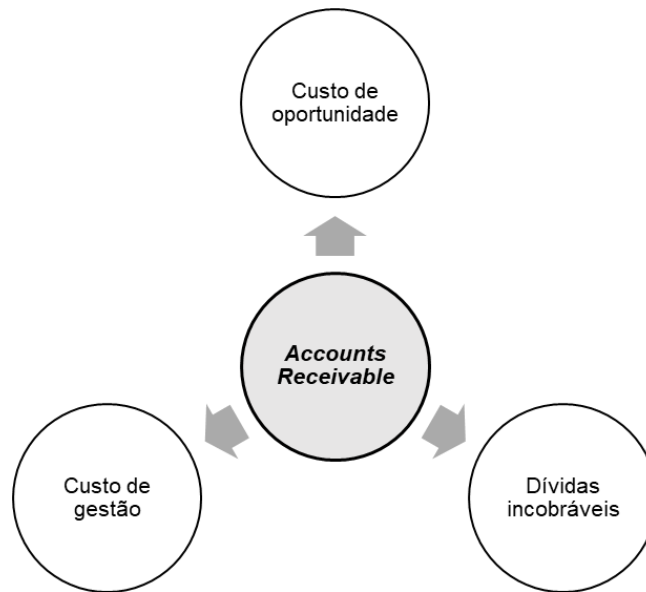 Custo de
oportunidade
Accounts
Receivable
Custo de
gestão
Dívidas
incobráveis